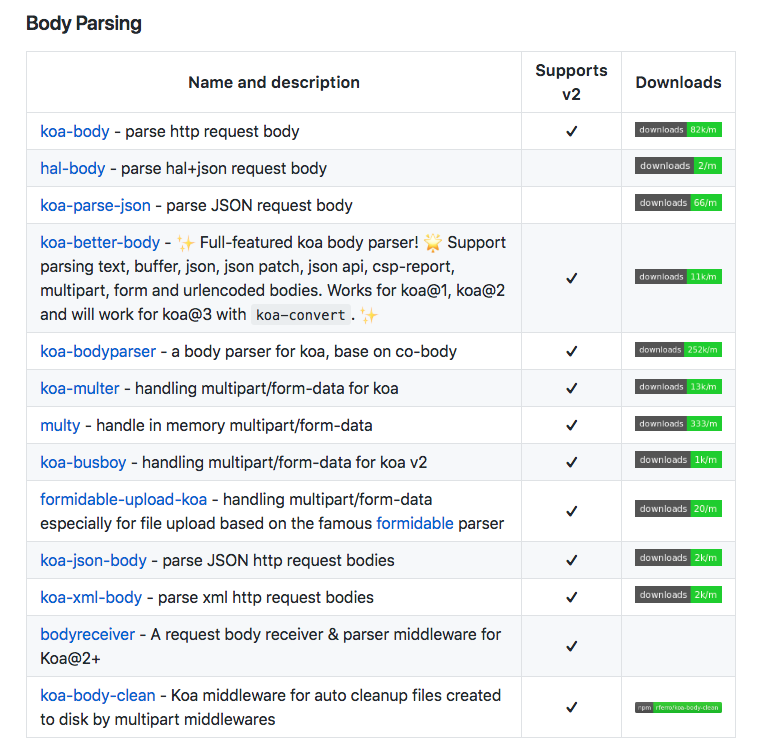 Body Parsing
Name and description
Supports
v2
Downloads
koa-body - parse http request body
✓
downloads 82k/m
hal-body - parse hal+json request body
downloads 2/m
koa-parse-json - parse JSON request body
downloads 66/m
koa-better-body - ✨ Full-featured koa body parser! 🌟 Support
parsing text, buffer, json, json patch, json api, csp-report,
multipart, form and urlencoded bodies. Works for koa@1, koa@2
and will work for koa@3 with koa-convert. ✨
✓
downloads 11k/m
koa-bodyparser - a body parser for koa, base on co-body
✓
downloads 252k/m
koa-multer - handling multipart/form-data for koa
✓
downloads 13k/m
multy - handle in memory multipart/form-data
✓
downloads 333/m
koa-busboy - handling multipart/form-data for koa v2
✓
downloads 1k/m
formidable-upload-koa - handling multipart/form-data
especially for file upload based on the famous formidable parser
✓
downloads 20/m
koa-json-body - parse JSON http request bodies
✓
downloads 2k/m
koa-xml-body - parse xml http request bodies
✓
downloads 2k/m
bodyreceiver - A request body receiver & parser middleware for
Koa@2+
✓
koa-body-clean - Koa middleware for auto cleanup files created
to disk by multipart middlewares
✓
npm